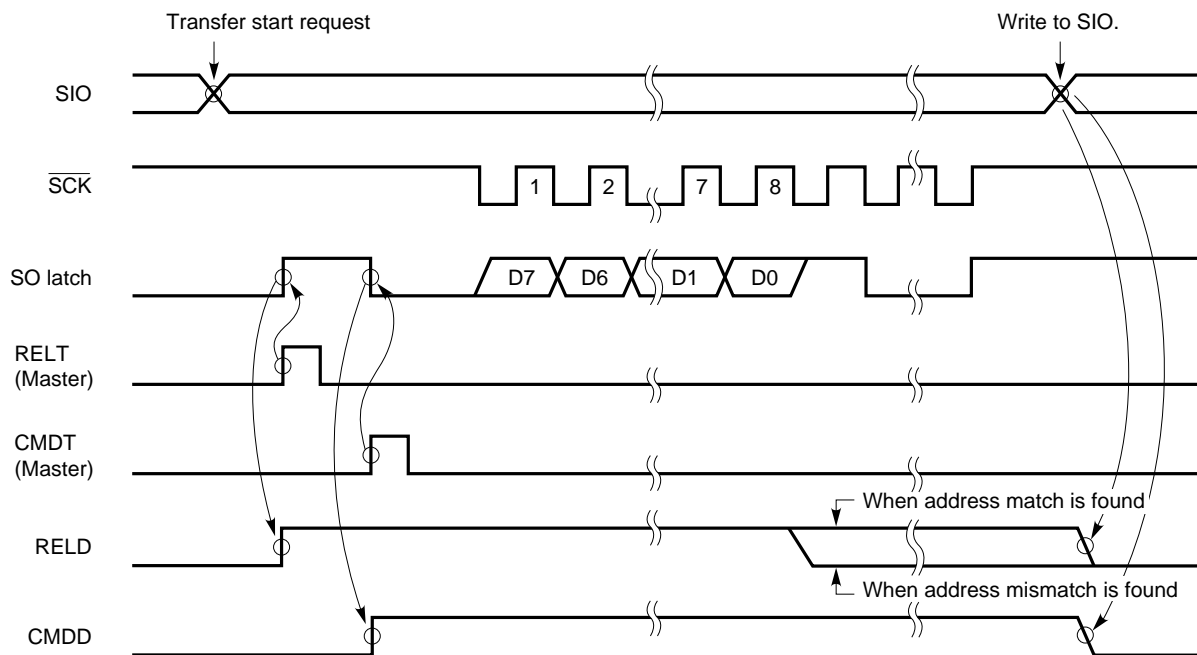 Transfer start request
Write to SIO.
SIO
SCK
1 2 7 8
SO latch
D7 D6 D1 D0
RELT
(Master)
CMDT
(Master)
When address match is found
RELD
When address mismatch is found
CMDD